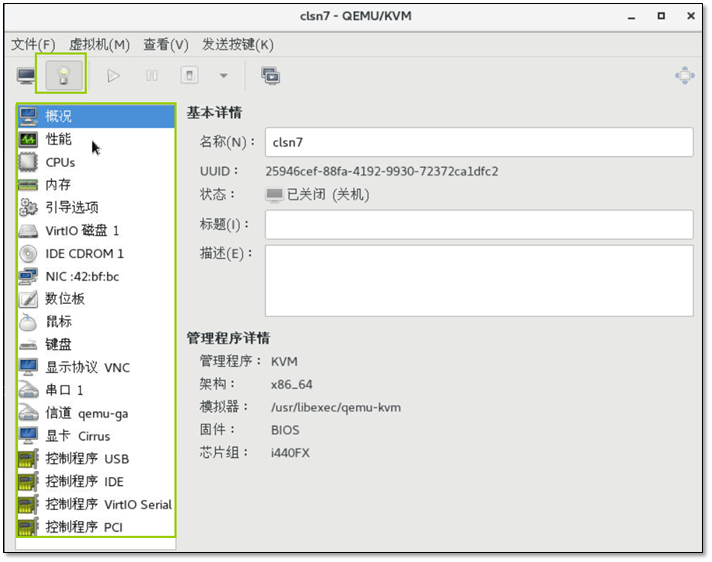 clsn7 - QEMU/KVM
文件(F) 虚拟机(M) 查看(V) 发送按键(K)
概况
性能
CPUs
内存
引导选项
VirtIO 磁盘 1
IDE CDROM 1
NIC :42:bf:bc
数位板
鼠标
键盘
显示协议 VNC
串口 1
信道 qemu-ga
显卡 Cirrus
控制程序 USB
控制程序 IDE
控制程序 VirtIO Serial
控制程序 PCI
基本详情
名称(N)： clsn7
UUID： 25946cef-88fa-4192-9930-72372ca1dfc2
状态： 已关闭 (关机)
标题(I)：
描述(E)：
管理程序详情
管理程序： KVM
架构： x86_64
模拟器： /usr/libexec/qemu-kvm
固件： BIOS
芯片组： i440FX